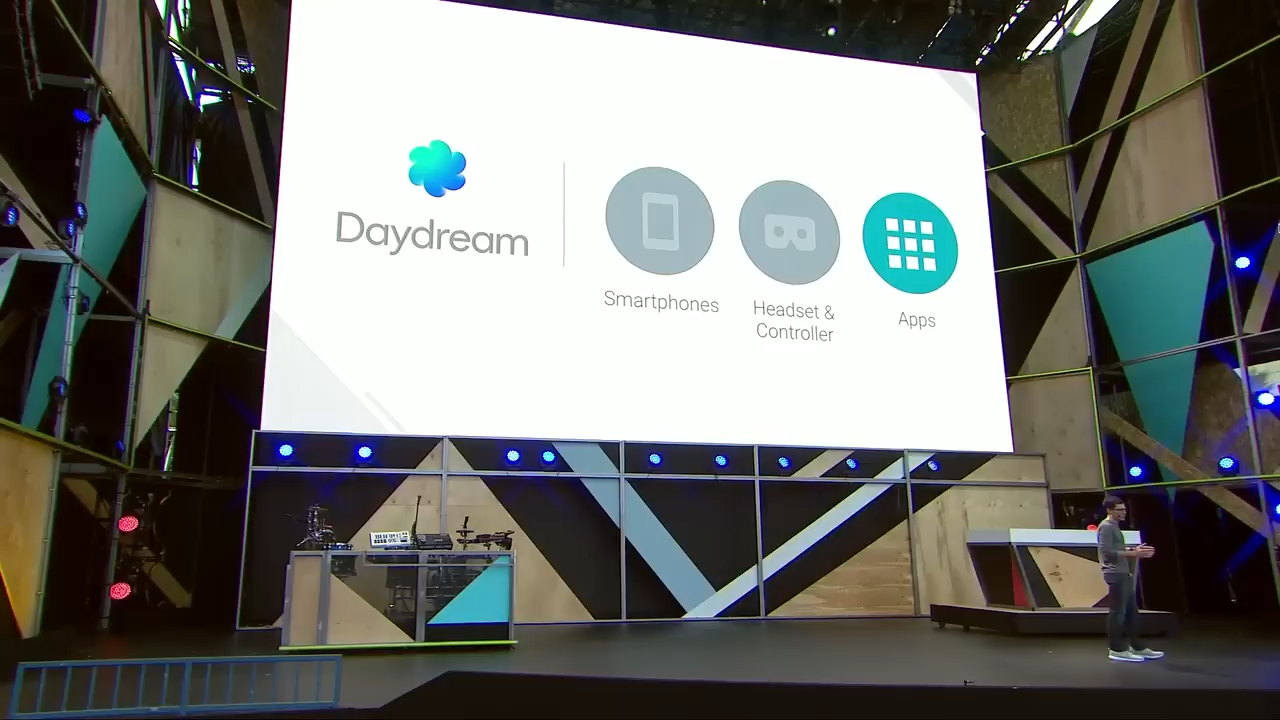 Daydream
Smartphones
Headset &
Controller
Apps